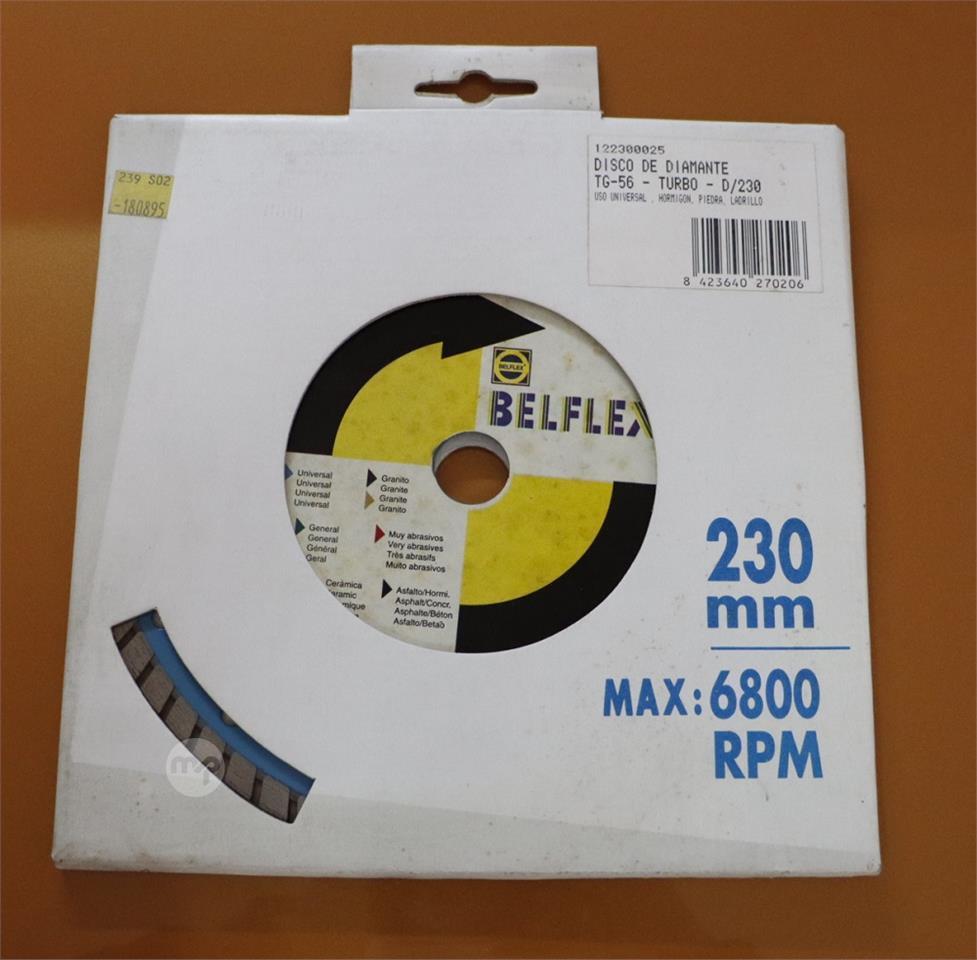 122300025
DISCO DE DIAMANTE
TG-56 - TURBO - D/230
USO UNIVERSAL , HORMIGON, PIEDRA, LADRILLO
8 423640 270206
239 S02
-180895
BELFLEX
BELFLEX
Universal
Universal
Universal
Universal
Granito
Granite
Granite
Granito
General
General
Général
Geral
Muy abrasivos
Very abrasives
Très abrasifs
Muito abrasivos
Cerámica
Asfalto/Hormi.
Asphalt/Concr.
Asphalte/Béton
Asfalto/Betaõ
230
mm
MAX: 6800
RPM
mp